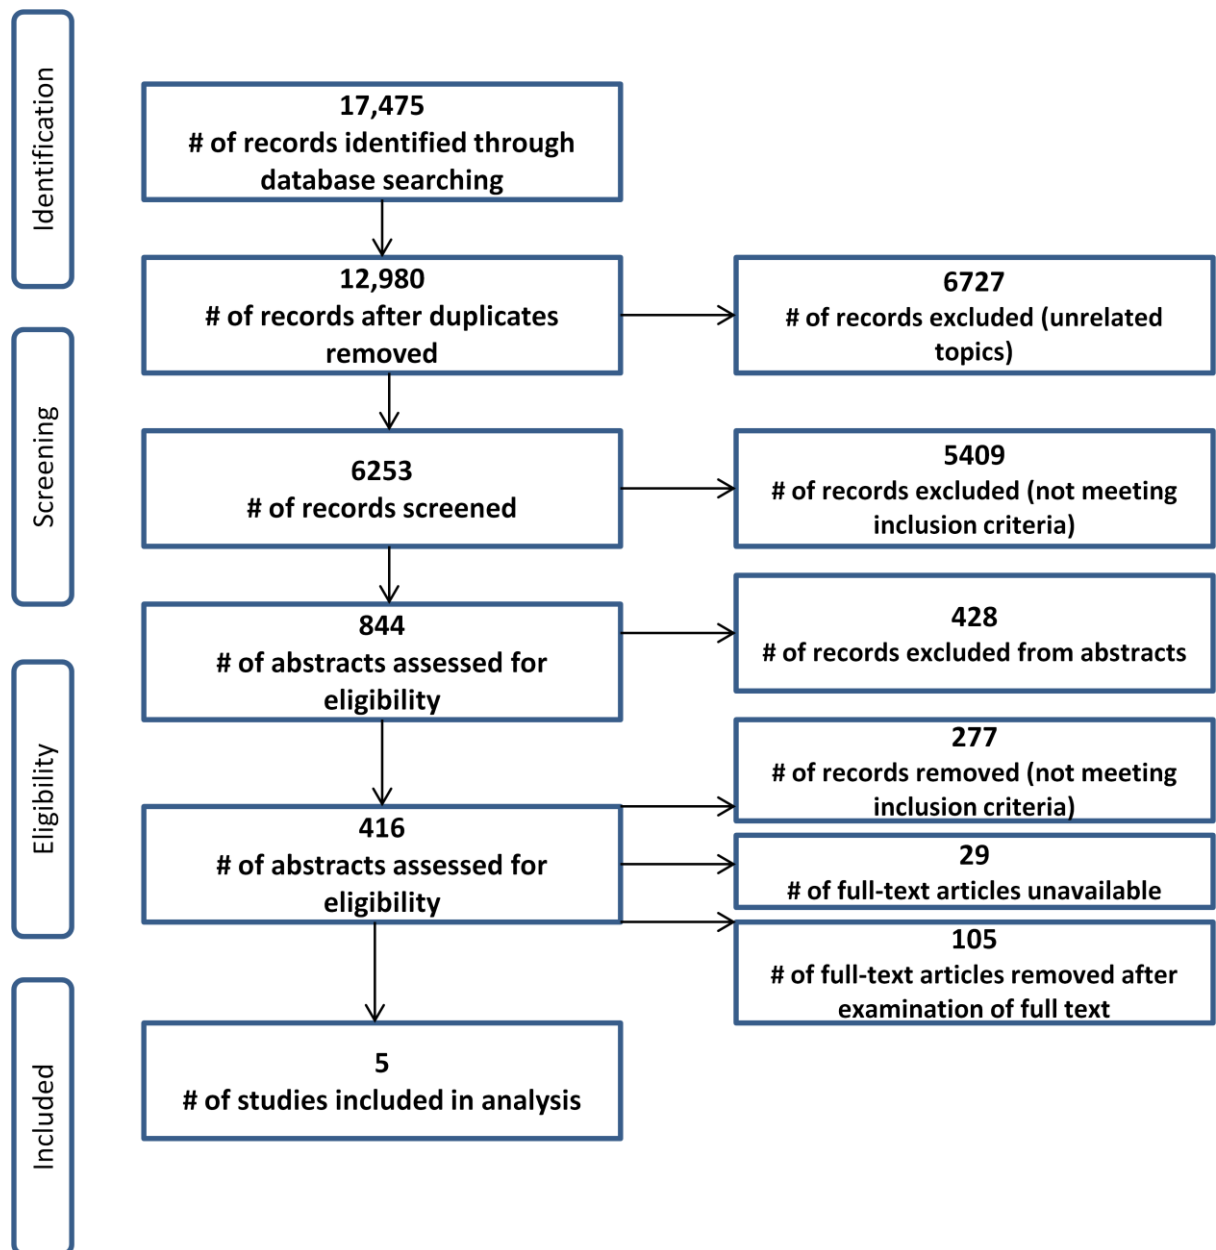 Identification
17,475
# of records identified through
database searching
12,980
# of records after duplicates
removed
6727
# of records excluded (unrelated
topics)
Screening
6253
# of records screened
5409
# of records excluded (not meeting
inclusion criteria)
844
# of abstracts assessed for
eligibility
428
# of records excluded from abstracts
Eligibility
416
# of abstracts assessed for
eligibility
277
# of records removed (not meeting
inclusion criteria)
29
# of full-text articles unavailable
105
# of full-text articles removed after
examination of full text
Included
5
# of studies included in analysis